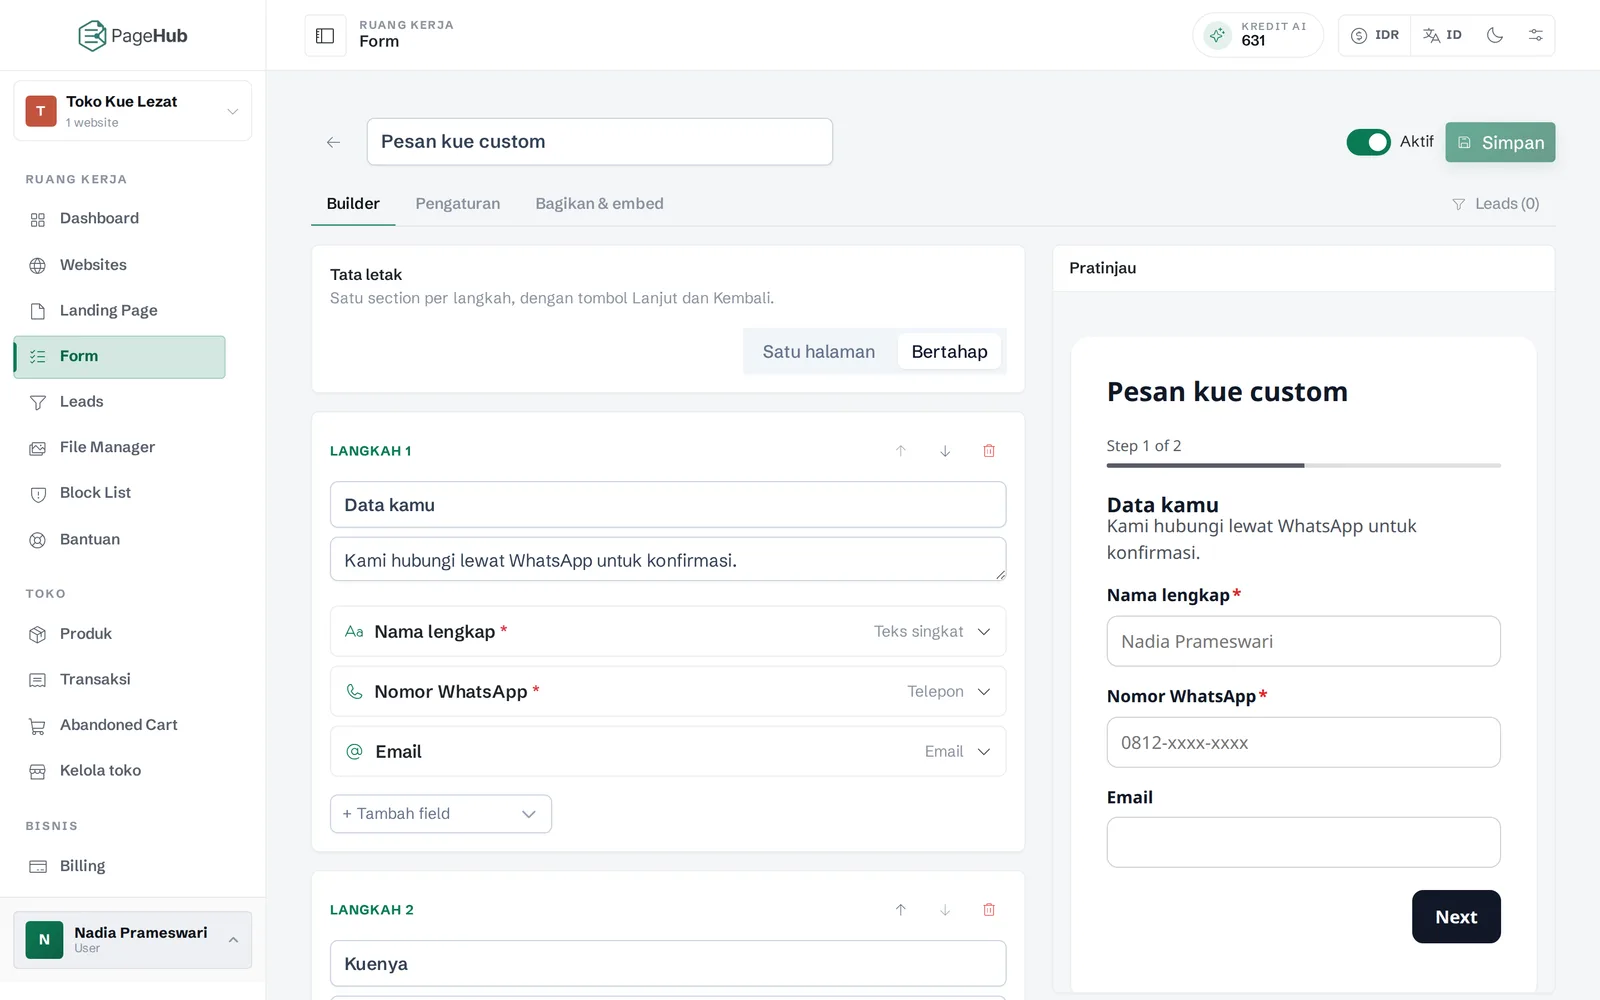 PageHub
RUANG KERJA
Form
KREDIT AI
631
IDR
ID
T
Toko Kue Lezat
1 website
RUANG KERJA
Dashboard
Websites
Landing Page
Form
Leads
File Manager
Block List
Bantuan
TOKO
Produk
Transaksi
Abandoned Cart
Kelola toko
BISNIS
Billing
N
Nadia Prameswari
User
Pesan kue custom
Aktif
Simpan
Builder
Pengaturan
Bagikan & embed
Leads (0)
Tata letak
Satu section per langkah, dengan tombol Lanjut dan Kembali.
Satu halaman
Bertahap
LANGKAH 1
Data kamu
Kami hubungi lewat WhatsApp untuk konfirmasi.
Aa Nama lengkap * Teks singkat
Nomor WhatsApp * Telepon
@ Email Email
+ Tambah field
LANGKAH 2
Kuenya
Pratinjau
Pesan kue custom
Step 1 of 2
Data kamu
Kami hubungi lewat WhatsApp untuk
konfirmasi.
Nama lengkap*
Nadia Prameswari
Nomor WhatsApp*
0812-xxxx-xxxx
Email
Next